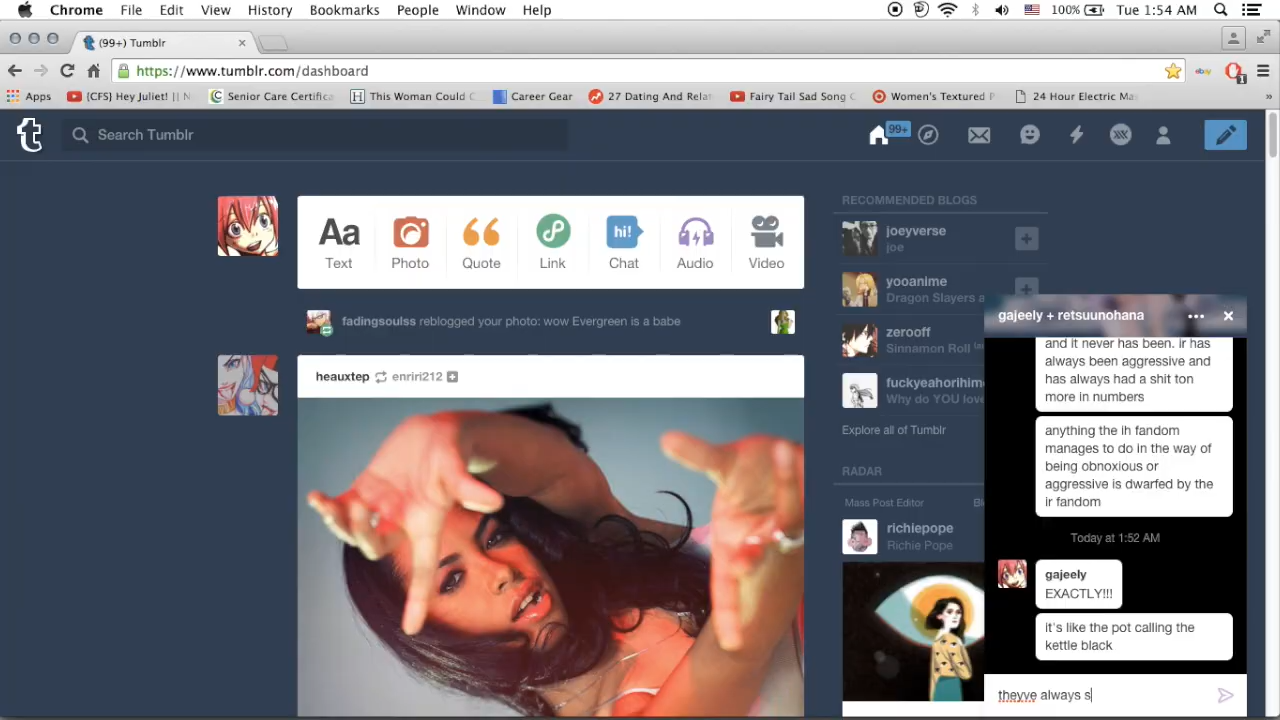 Chrome File Edit View History Bookmarks People Window Help 100% Tue 1:54 AM
(99+) Tumblr
https://www.tumblr.com/dashboard
Apps [CFS] Hey Juliet! || N Senior Care Certifica This Woman Could C Career Gear 27 Dating And Rela Fairy Tail Sad Song C Women's Textured P 24 Hour Electric Ma »
t Search Tumblr 99+
RECOMMENDED BLOGS
joeyverse
joe
yooanime
Dragon Slayers a
zerooff
Sinnamon Roll
fuckyeahorihime
Why do YOU love
Explore all of Tumblr
RADAR
Mass Post Editor
richiepope
Richie Pope
Aa hi!
Text Photo Quote Link Chat Audio Video
fadingsoulss reblogged your photo: wow Evergreen is a babe
heauxtep enriri212
gajeely + retsuunohana
and it never has been. ir has
always been aggressive and
has always had a shit ton
more in numbers
anything the ih fandom
manages to do in the way of
being obnoxious or
aggressive is dwarfed by the
ir fandom
Today at 1:52 AM
gajeely
EXACTLY!!!
it's like the pot calling the
kettle black
theyve always s